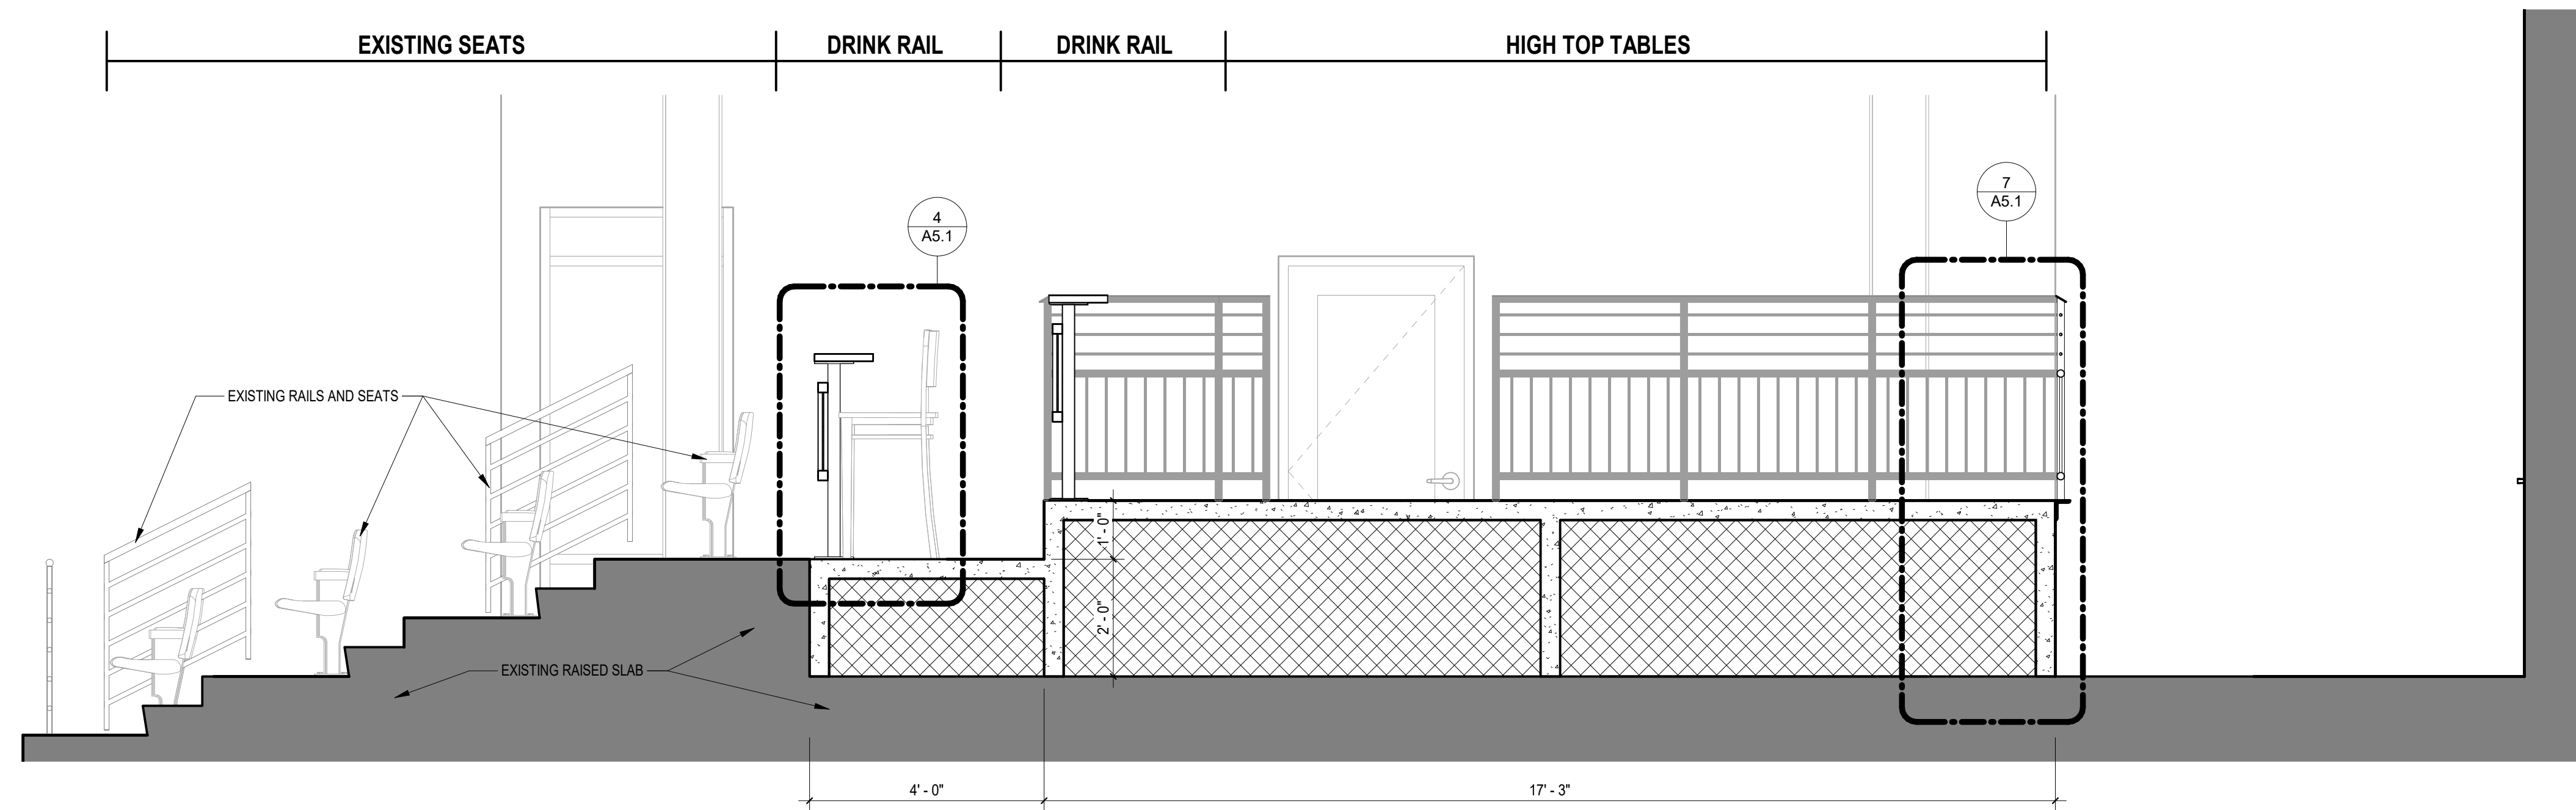 EXISTING SEATS
DRINK RAIL
DRINK RAIL
HIGH TOP TABLES
4
A5.1
7
A5.1
EXISTING RAILS AND SEATS
1' - 0"
2' - 0"
EXISTING RAISED SLAB
4' - 0"
17' - 3"